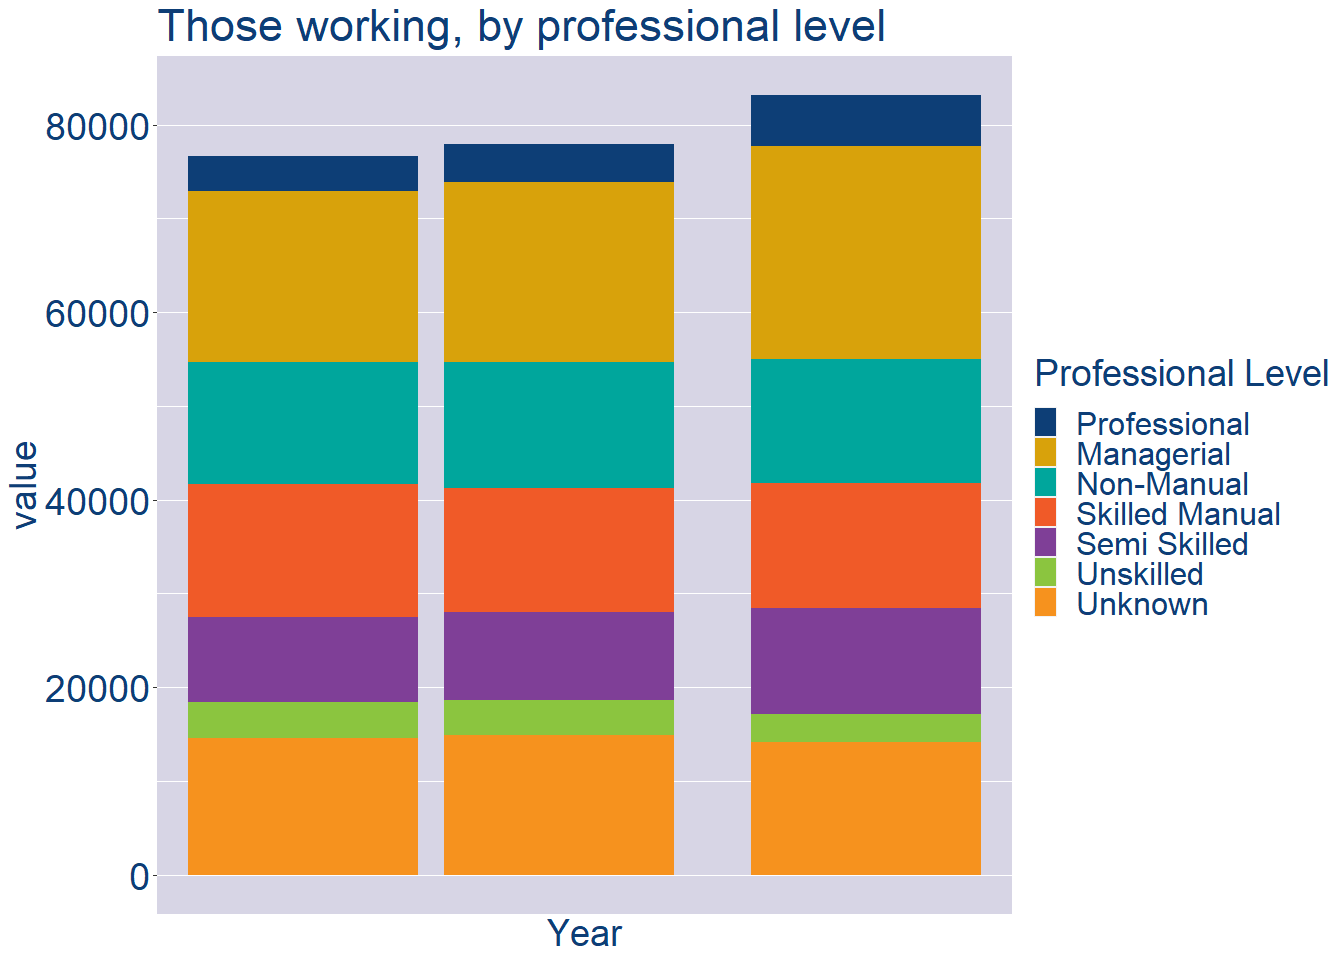 Those working, by professional level
80000
60000
40000
20000
0
value
Year
Professional Level
Professional
Managerial
Non-Manual
Skilled Manual
Semi Skilled
Unskilled
Unknown